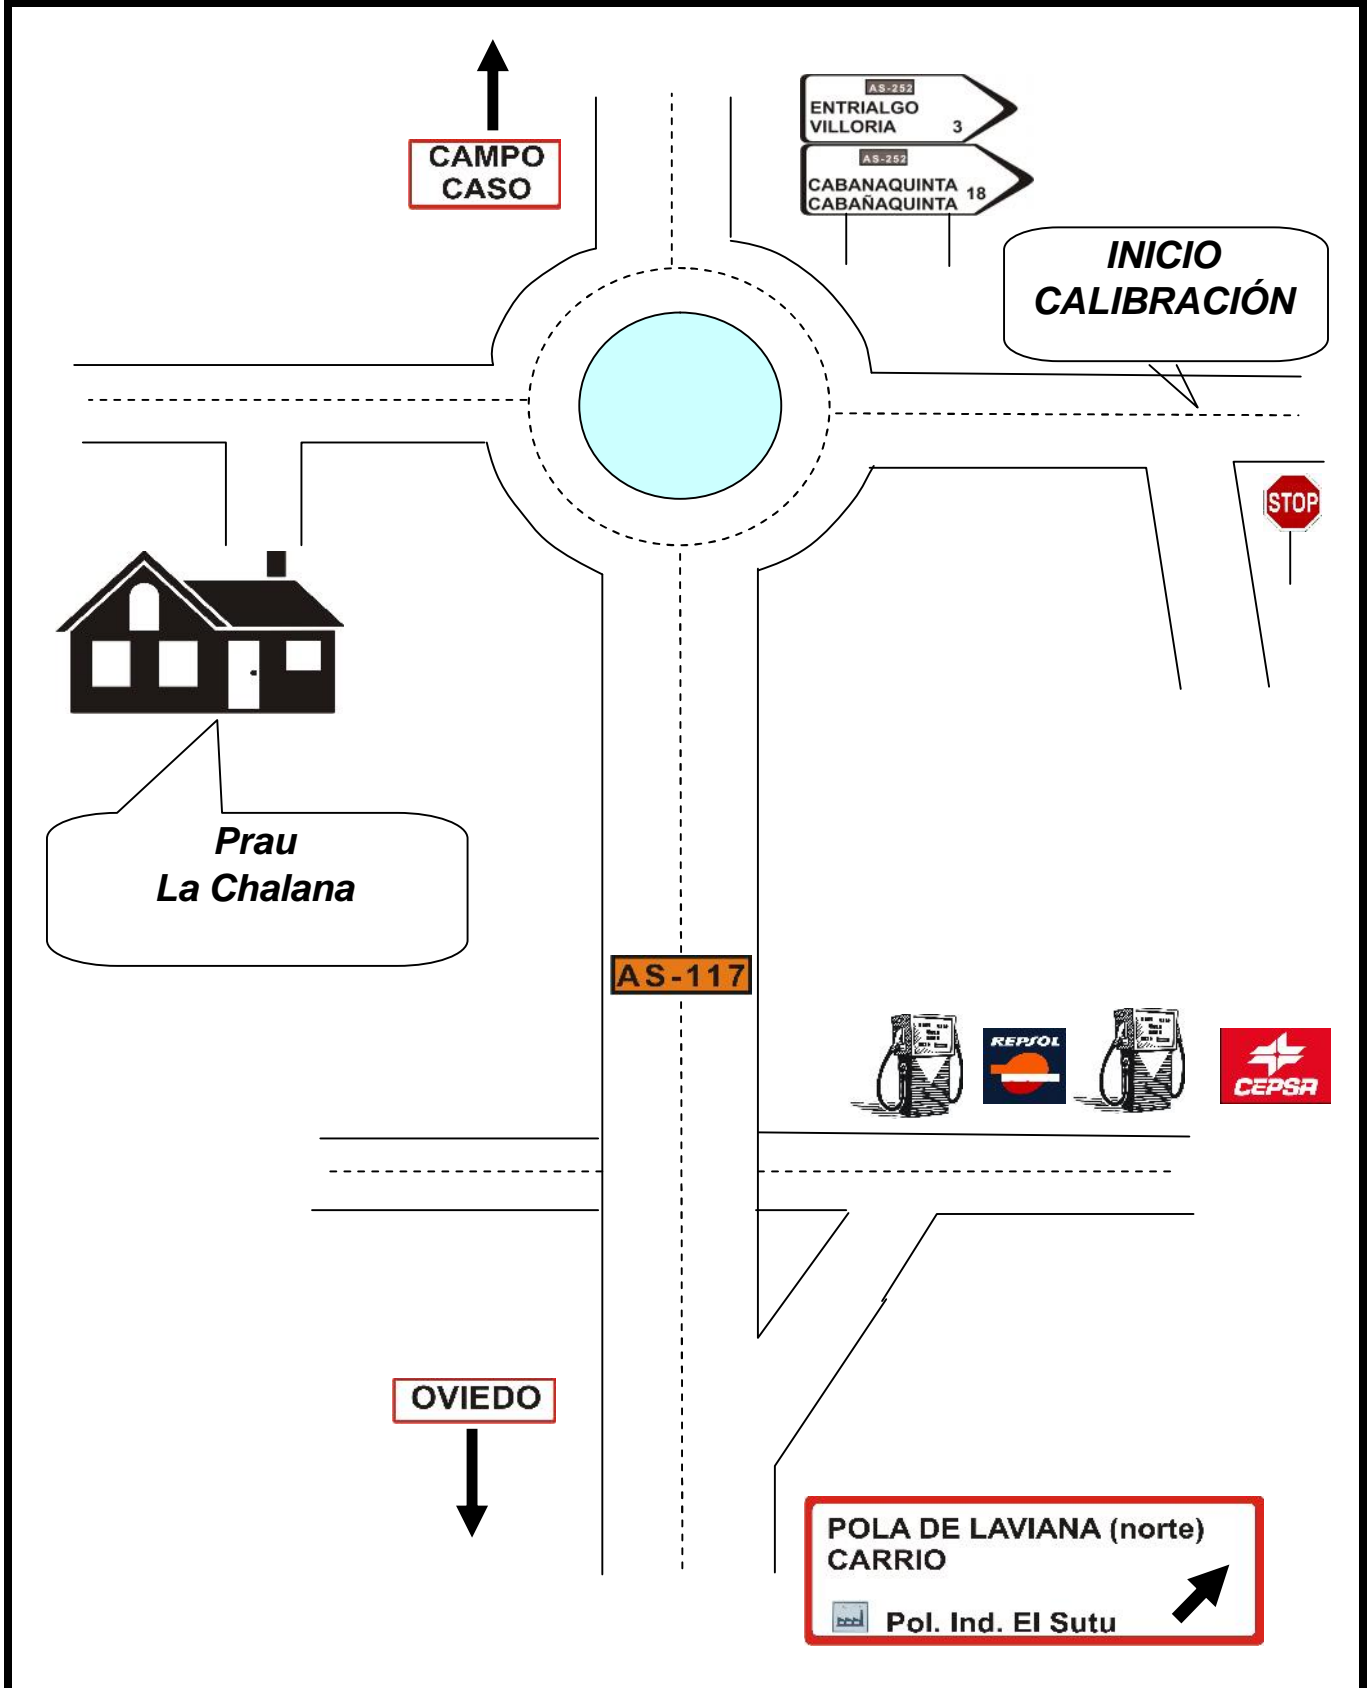 AS-252
ENTRIALGO
VILLORIA 3
CAMPO
CASO
AS-252
CABANAQUINTA
CABAÑAQUINTA 18
INICIO
CALIBRACIÓN
STOP
Prau
La Chalana
AS-117
REPSOL
CEPSA
OVIEDO
POLA DE LAVIANA (norte)
CARRIO
Pol. Ind. El Sutu